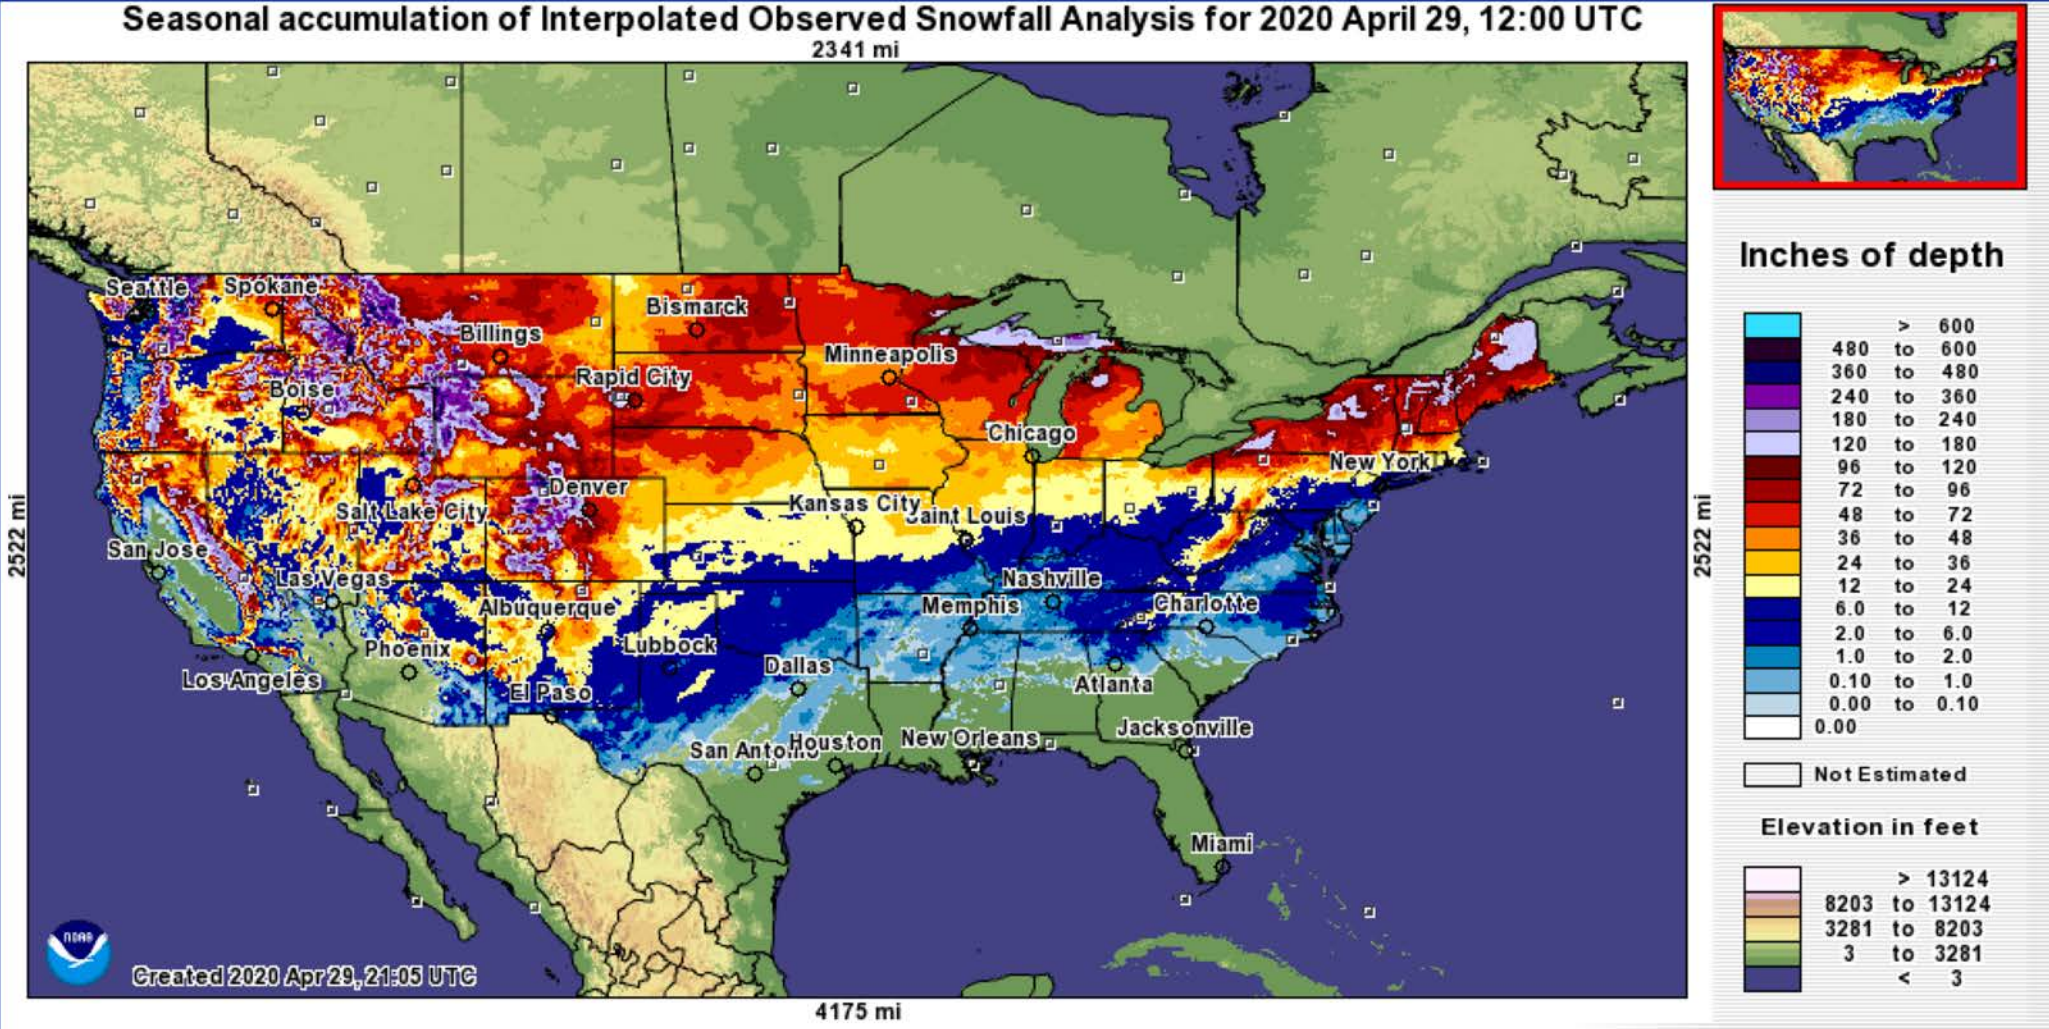 Seasonal accumulation of Interpolated Observed Snowfall Analysis for 2020 April 29, 12:00 UTC
2341 mi
Seattle
Spokane
Bismarck
Billings
Minneapolis
Rapid City
Boise
Chicago
New York
Denver
Salt Lake City
Kansas City
Saint Louis
San Jose
Las Vegas
Nashville
Albuquerque
Memphis
Charlotte
Lubbock
Phoenix
Dallas
Los Angeles
El Paso
Atlanta
Jacksonville
San Antonio
Houston
New Orleans
Miami
2522 mi
2522 mi
NOAA
Created 2020 Apr 29, 21:05 UTC
4175 mi
Inches of depth
> 600
480 to 600
360 to 480
240 to 360
180 to 240
120 to 180
96 to 120
72 to 96
48 to 72
36 to 48
24 to 36
12 to 24
6.0 to 12
2.0 to 6.0
1.0 to 2.0
0.10 to 1.0
0.00 to 0.10
0.00
Not Estimated
Elevation in feet
> 13124
8203 to 13124
3281 to 8203
3 to 3281
< 3